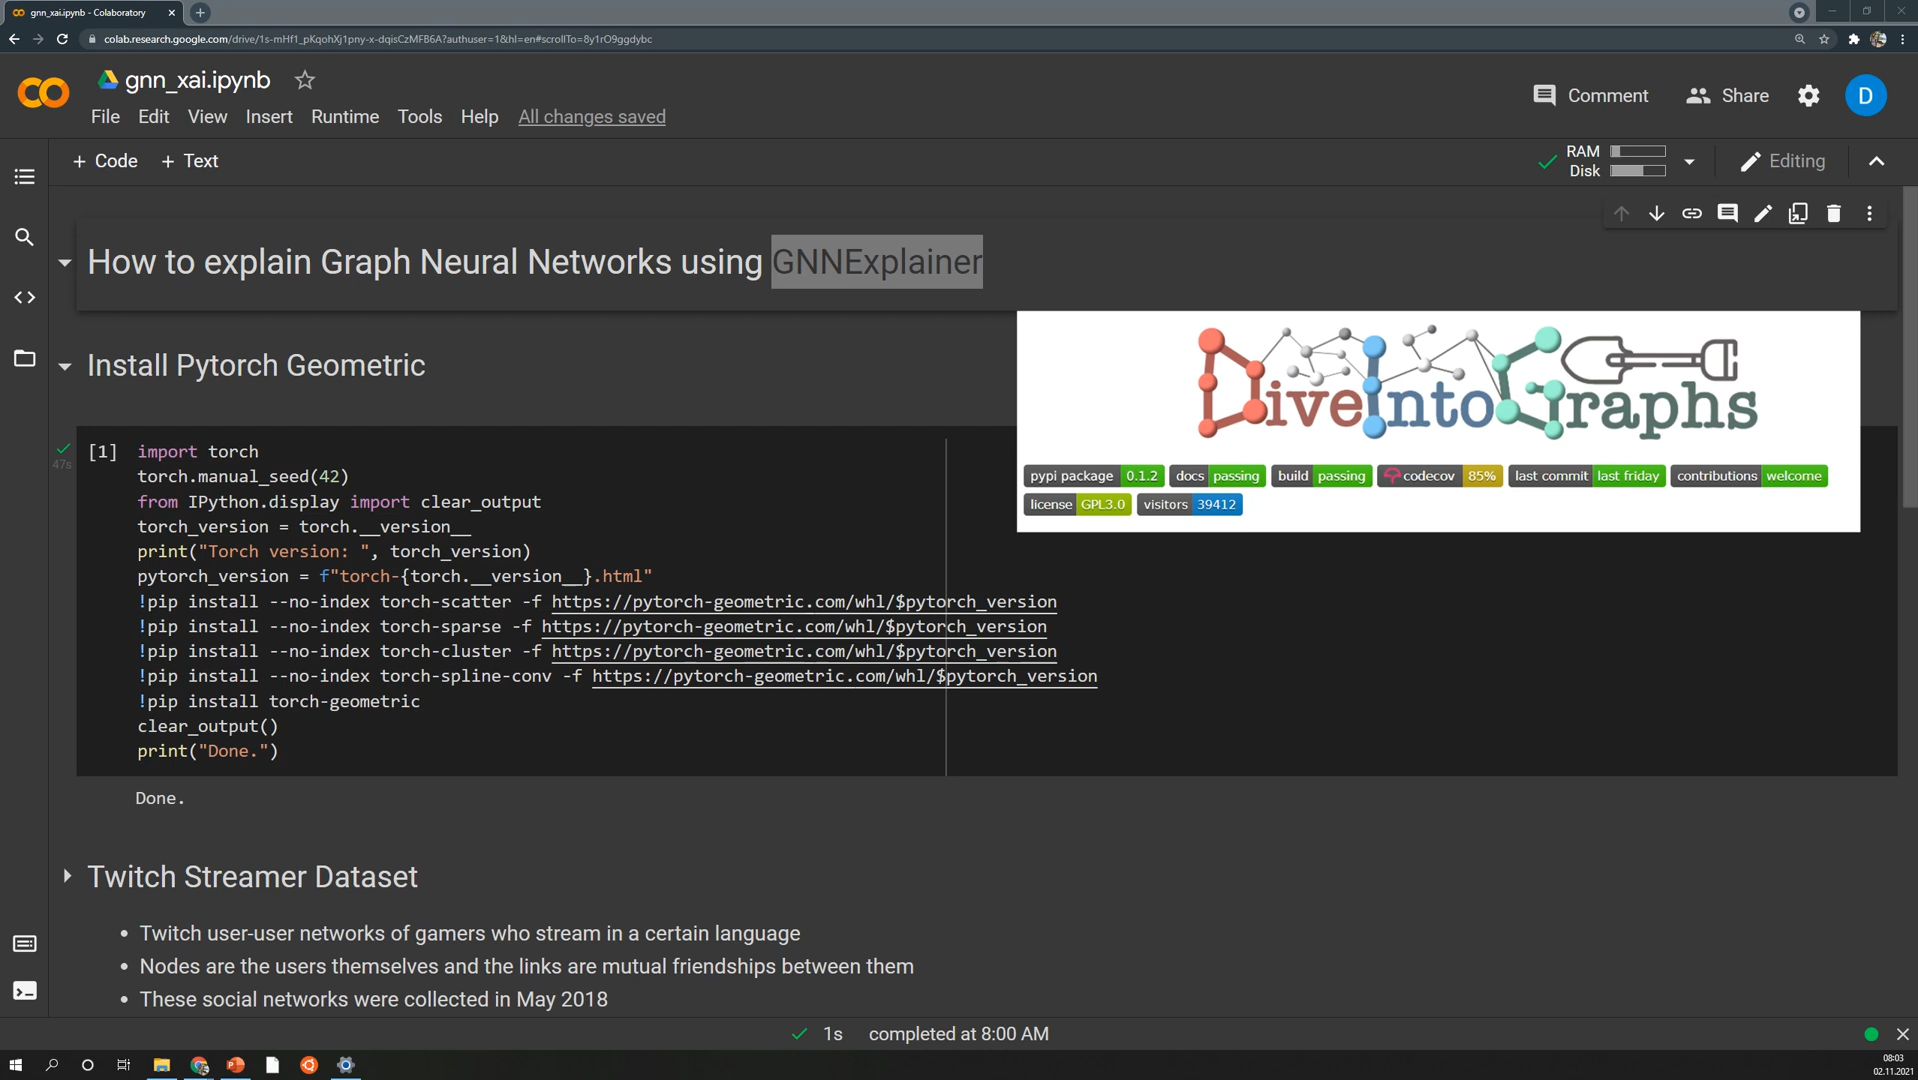 gnn_xai.ipynb - Colaboratory
colab.research.google.com/drive/1s-mHf1_pKqohXj1pny-x-dqisCzMFB6A?authuser=1&hl=en#scrollTo=8y1rO9ggdybc
gnn_xai.ipynb
Comment
Share
D
File Edit View Insert Runtime Tools Help All changes saved
+ Code + Text
RAM
Disk
Editing
How to explain Graph Neural Networks using GNNExplainer
Install Pytorch Geometric
DiveIntoGraphs
pypi package 0.1.2 docs passing build passing codecov 85% last commit last friday contributions welcome
license GPL3.0 visitors 39412
47s
[1] import torch
torch.manual_seed(42)
from IPython.display import clear_output
torch_version = torch.__version__
print("Torch version: ", torch_version)
pytorch_version = f"torch-{torch.__version__}.html"
!pip install --no-index torch-scatter -f https://pytorch-geometric.com/whl/$pytorch_version
!pip install --no-index torch-sparse -f https://pytorch-geometric.com/whl/$pytorch_version
!pip install --no-index torch-cluster -f https://pytorch-geometric.com/whl/$pytorch_version
!pip install --no-index torch-spline-conv -f https://pytorch-geometric.com/whl/$pytorch_version
!pip install torch-geometric
clear_output()
print("Done.")
Done.
Twitch Streamer Dataset
• Twitch user-user networks of gamers who stream in a certain language
• Nodes are the users themselves and the links are mutual friendships between them
• These social networks were collected in May 2018
1s completed at 8:00 AM
08:03
02.11.2021